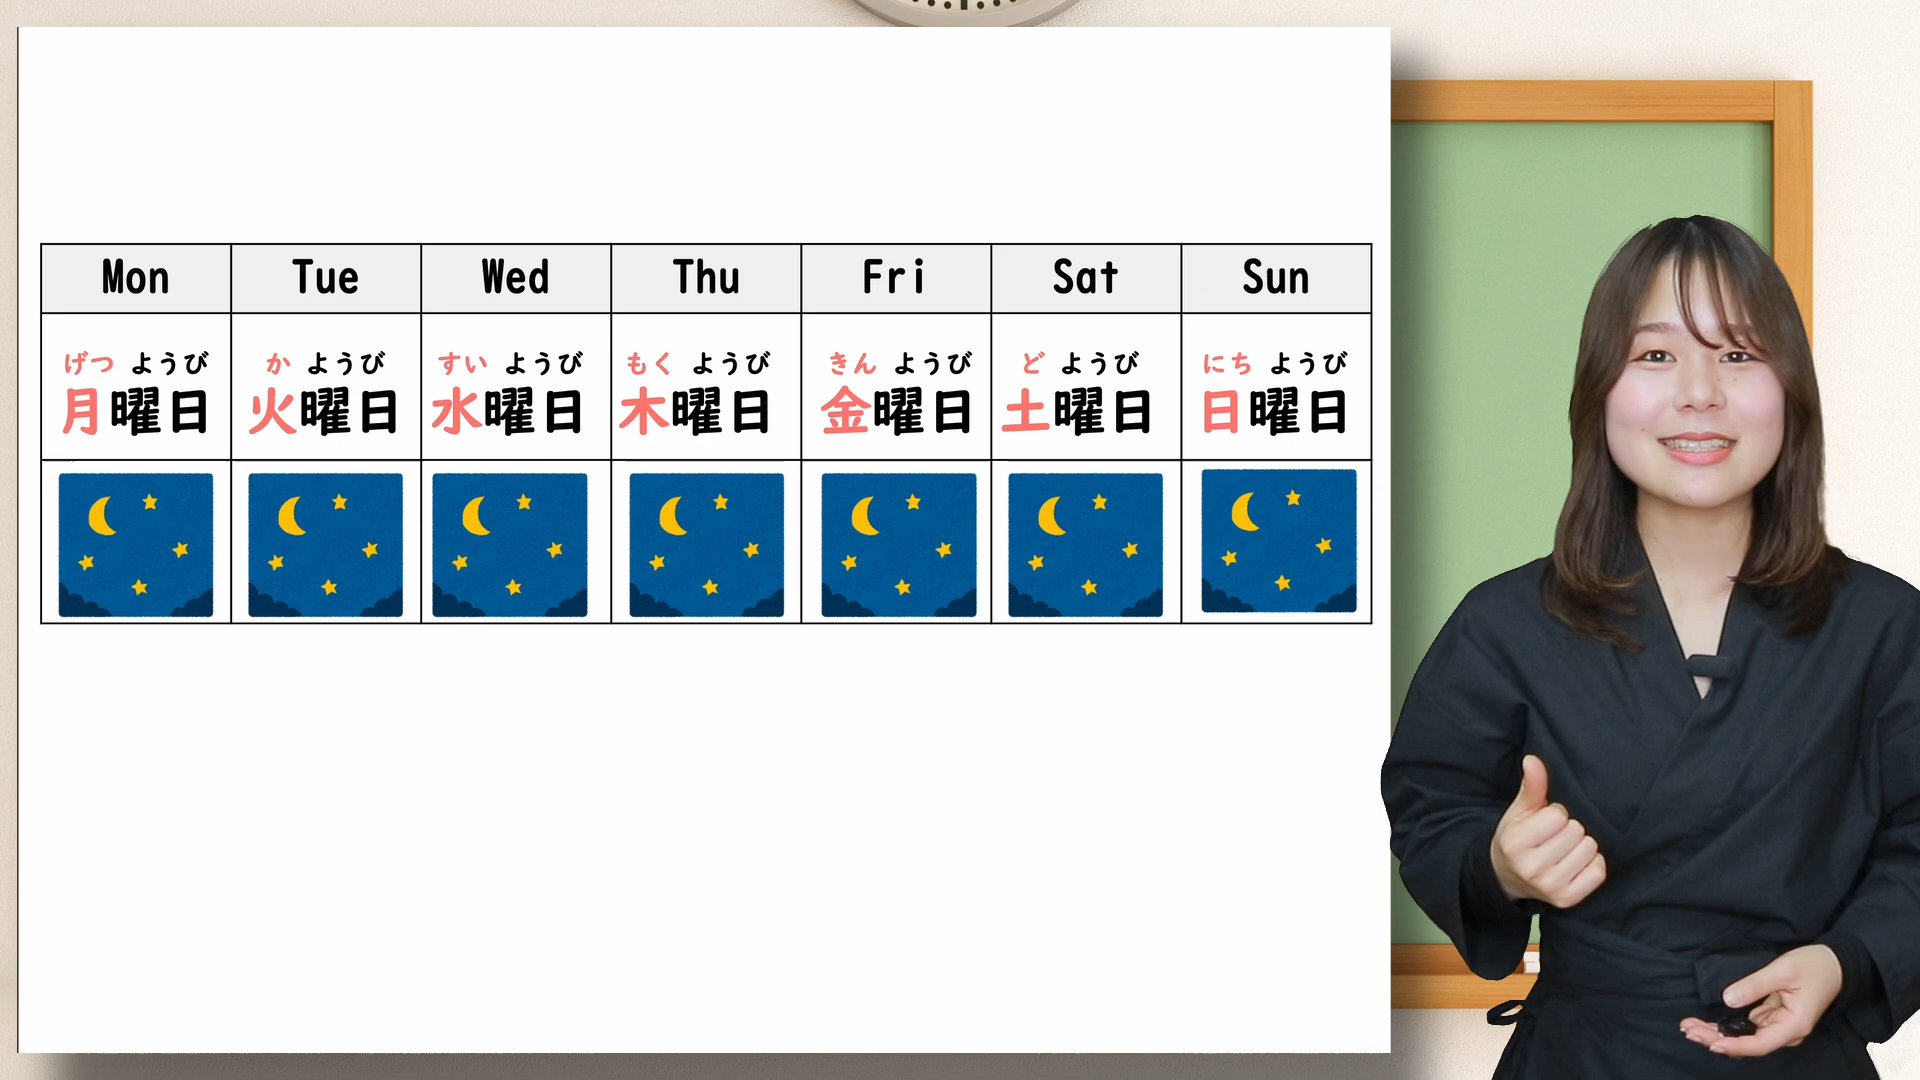 Mon Tue Wed Thu Fri Sat Sun
げつ ようび か ようび すい ようび もく ようび きん ようび ど ようび にち ようび
月曜日 火曜日 水曜日 木曜日 金曜日 土曜日 日曜日